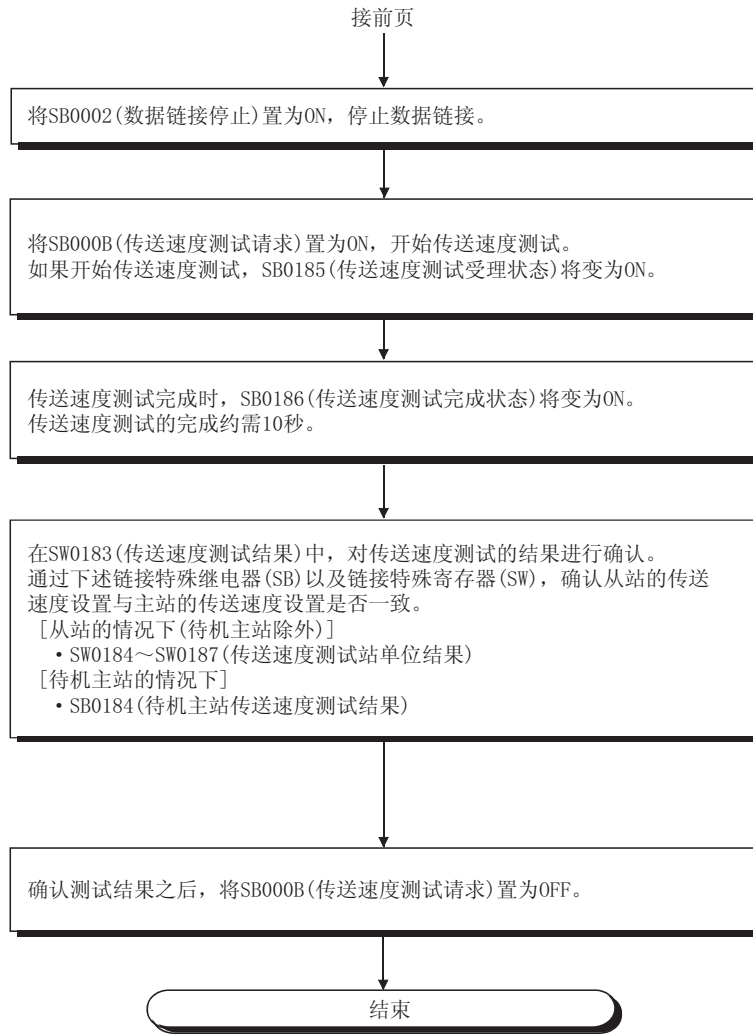 接前页
将SB0002(数据链接停止)置为ON，停止数据链接。
将SB000B(传送速度测试请求)置为ON，开始传送速度测试。
如果开始传送速度测试，SB0185(传送速度测试受理状态)将变为ON。
传送速度测试完成时，SB0186(传送速度测试完成状态)将变为ON。
传送速度测试的完成约需10秒。
在SW0183(传送速度测试结果)中，对传送速度测试的结果进行确认。
通过下述链接特殊继电器(SB)以及链接特殊寄存器(SW)，确认从站的传送
速度设置与主站的传送速度设置是否一致。
[从站的情况下(待机主站除外)]
•SW0184～SW0187(传送速度测试站单位结果)
[待机主站的情况下]
•SB0184(待机主站传送速度测试结果)
确认测试结果之后，将SB000B(传送速度测试请求)置为OFF。
结束